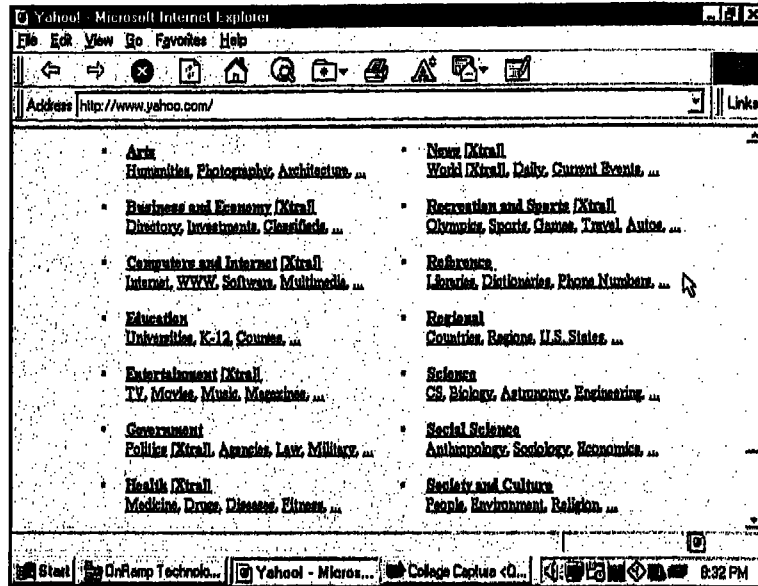 Yahoo! - Microsoft Internet Explorer
File Edit View Go Favorites Help
Address http://www.yahoo.com/
Links
Arts
Humanities, Photography, Architecture, ...
Business and Economy [Xtra!]
Directory, Investments, Classifieds, ...
Computers and Internet [Xtra!]
Internet, WWW, Software, Multimedia, ...
Education
Universities, K-12, Courses, ...
Entertainment [Xtra!]
TV, Movies, Music, Magazines, ...
Government
Politics [Xtra!], Agencies, Law, Military, ...
Health [Xtra!]
Medicine, Drugs, Diseases, Fitness, ...
News [Xtra!]
World [Xtra!], Daily, Current Events, ...
Recreation and Sports [Xtra!]
Olympics, Sports, Games, Travel, Autos, ...
Reference
Libraries, Dictionaries, Phone Numbers, ...
Regional
Countries, Regions, U.S. States, ...
Science
CS, Biology, Astronomy, Engineering, ...
Social Science
Anthropology, Sociology, Economics, ...
Society and Culture
People, Environment, Religion, ...
Start OnRamp Technolo... Yahoo! - Micros... College Capture <Q... 8:32 PM